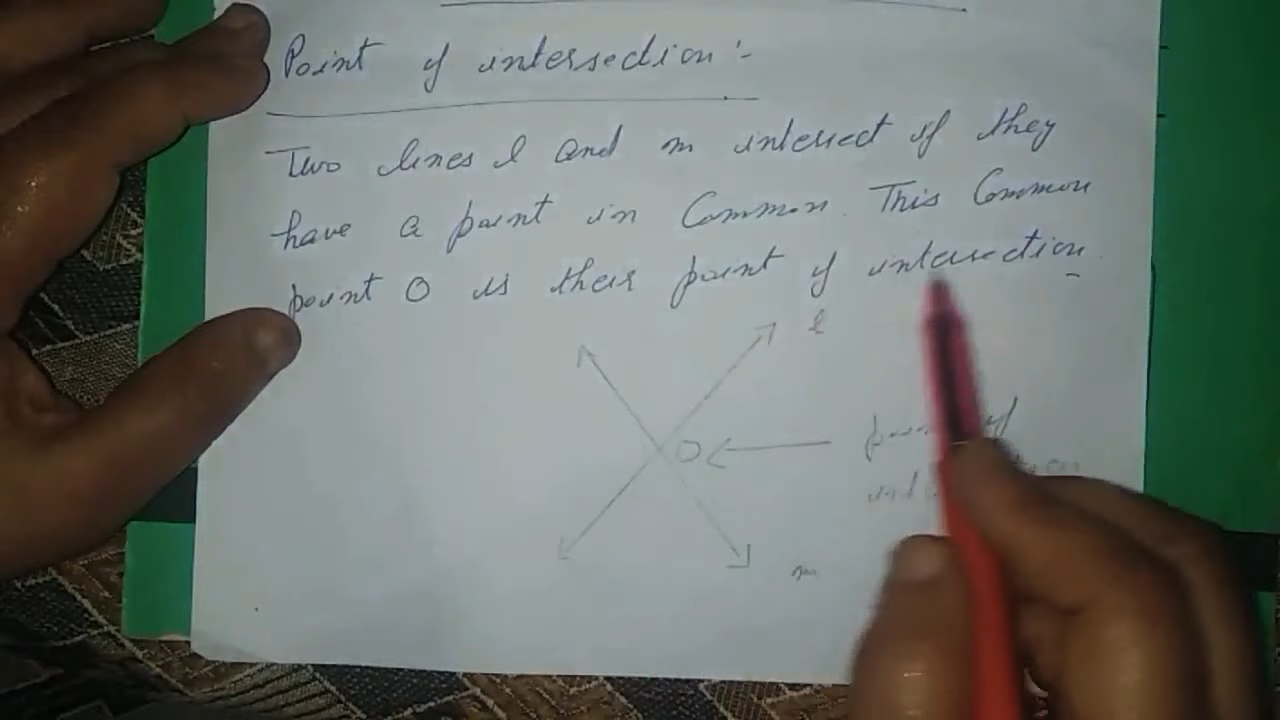 Point of intersection :-
Two lines l and m intersect if they
have a point in Common. This Common
point O is their point of intersection
l
O
of
m